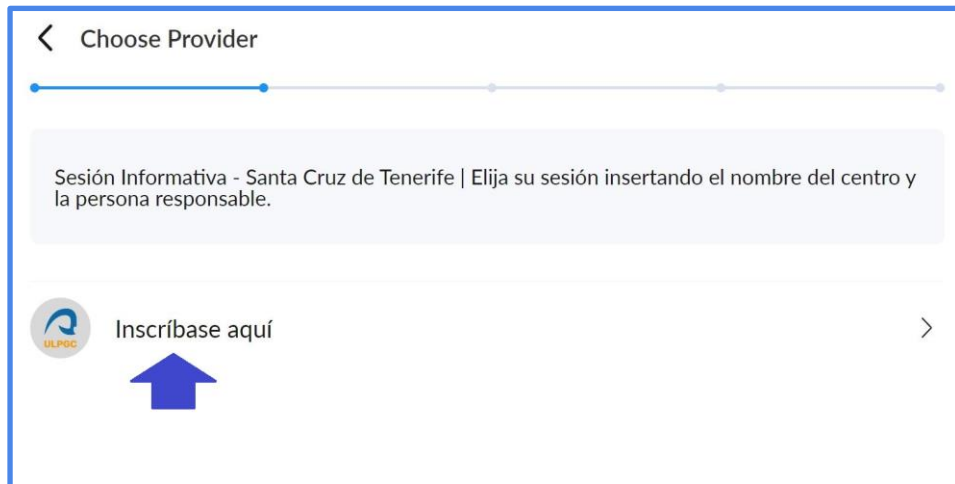 Choose Provider
Sesión Informativa - Santa Cruz de Tenerife | Elija su sesión insertando el nombre del centro y
la persona responsable.
Inscríbase aquí
ULPGC